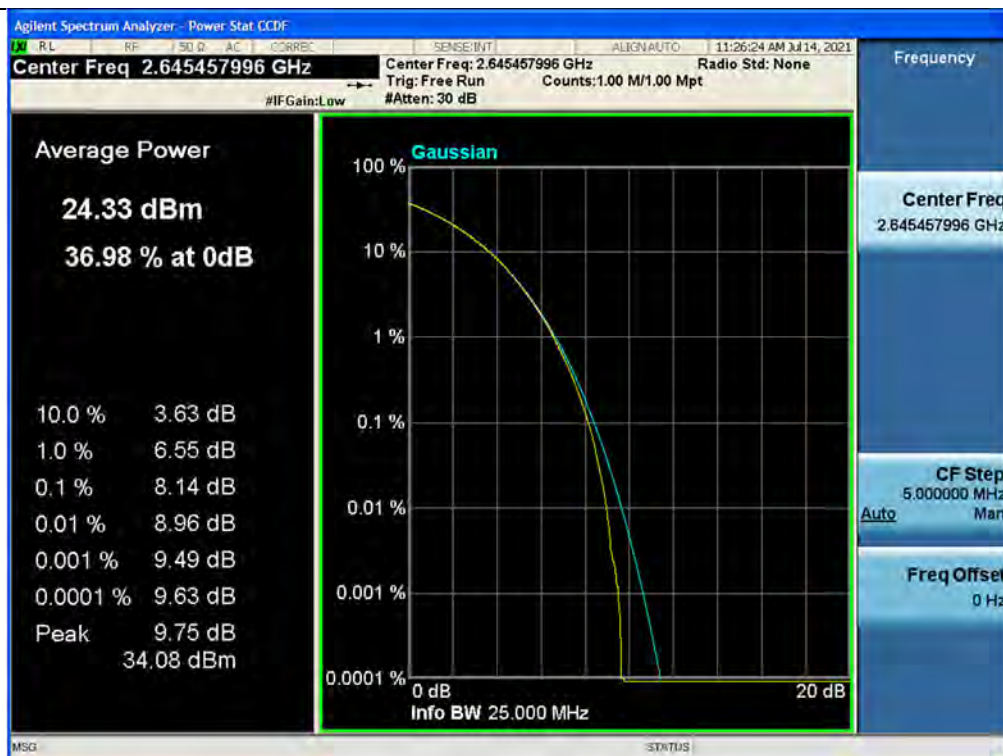 Agilent Spectrum Analyzer - Power Stat CCDF
LXI RL RF 50 Ω AC CORREC SENSE:INT ALIGN AUTO 11:26:24 AM Jul 14, 2021
Center Freq 2.645457996 GHz
Center Freq: 2.645457996 GHz Radio Std: None
Trig: Free Run Counts:1.00 M/1.00 Mpt
#IFGain:Low #Atten: 30 dB
Frequency
Average Power
24.33 dBm
36.98 % at 0dB
10.0 % 3.63 dB
1.0 % 6.55 dB
0.1 % 8.14 dB
0.01 % 8.96 dB
0.001 % 9.49 dB
0.0001 % 9.63 dB
Peak 9.75 dB
34.08 dBm
Gaussian
100 %
10 %
1 %
0.1 %
0.01 %
0.001 %
0.0001 %
0 dB 20 dB
Info BW 25.000 MHz
Center Freq
2.645457996 GHz
CF Step
5.000000 MHz
Auto Man
Freq Offset
0 Hz
MSG STATUS